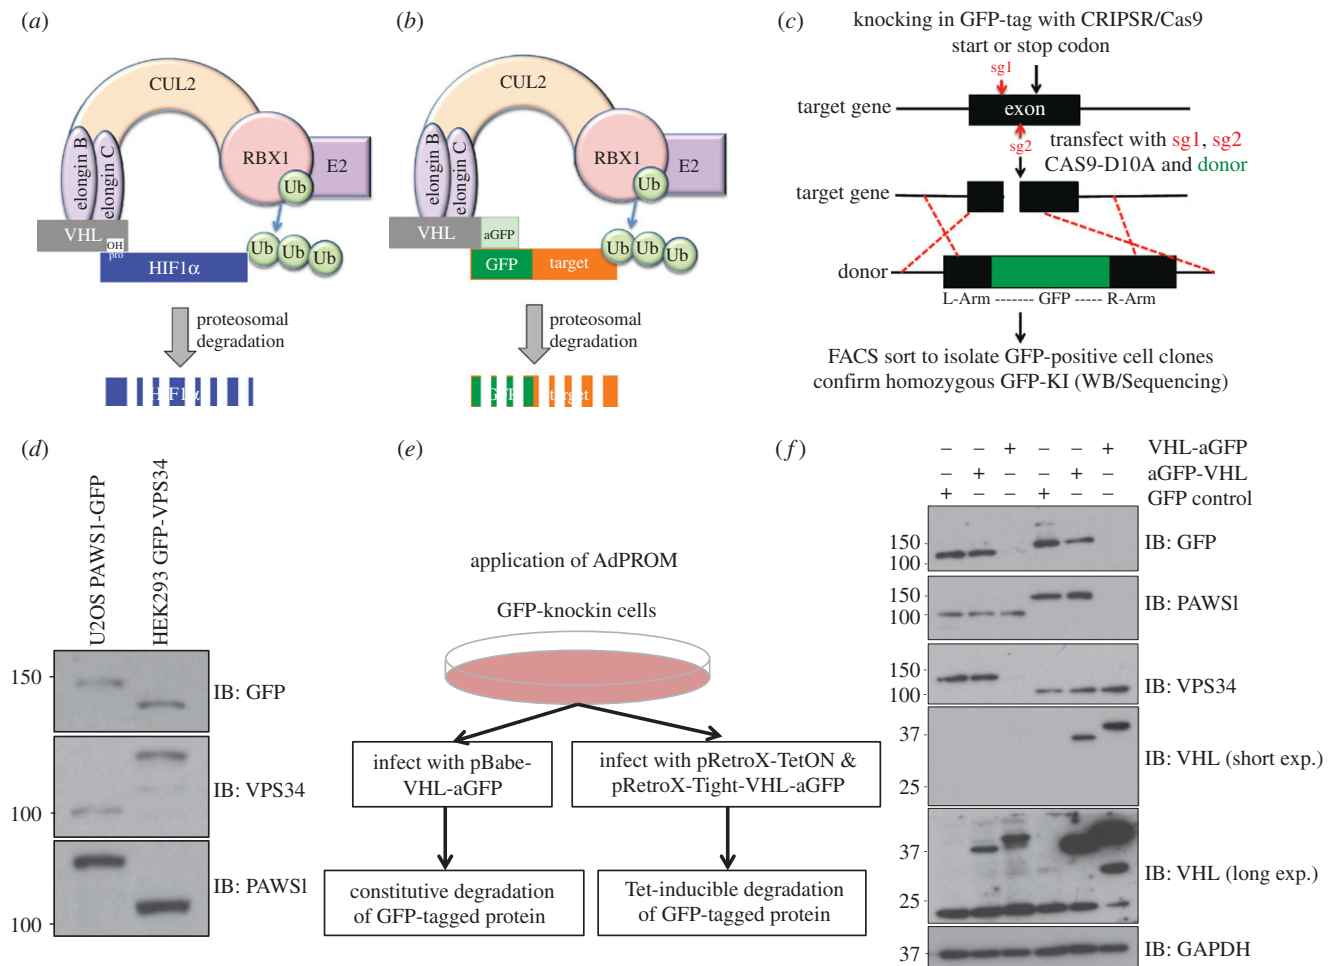 (a)
CUL2
elongin B
elongin C
RBX1
E2
Ub
VHL
OH
pro
HIF1α
Ub Ub Ub
proteosomal
degradation
HIF1α
(b)
CUL2
elongin B
elongin C
RBX1
E2
Ub
VHL
aGFP
GFP
target
Ub Ub Ub
proteosomal
degradation
GFP
target
(c)
knocking in GFP-tag with CRIPSR/Cas9
start or stop codon
sg1
target gene
exon
sg2
transfect with sg1, sg2
CAS9-D10A and donor
target gene
donor
L-Arm ------- GFP ----- R-Arm
FACS sort to isolate GFP-positive cell clones
confirm homozygous GFP-KI (WB/Sequencing)
(d)
U2OS PAWS1-GFP
HEK293 GFP-VPS34
150
IB: GFP
IB: VPS34
100
IB: PAWS1
100
(e)
application of AdPROM
GFP-knockin cells
infect with pBabe-
VHL-aGFP
infect with pRetroX-TetON &
pRetroX-Tight-VHL-aGFP
constitutive degradation
of GFP-tagged protein
Tet-inducible degradation
of GFP-tagged protein
(f)
– – + – – + VHL-aGFP
– + – – + – aGFP-VHL
+ – – + – – GFP control
150
100
IB: GFP
150
100
IB: PAWS1
150
100
IB: VPS34
37
25
IB: VHL (short exp.)
37
25
IB: VHL (long exp.)
37
IB: GAPDH